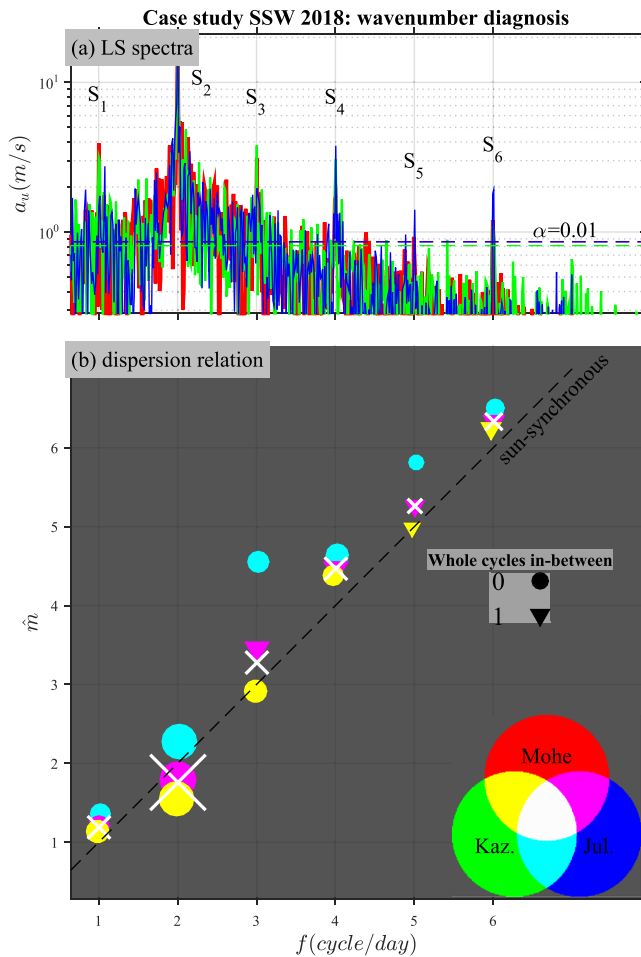 Case study SSW 2018: wavenumber diagnosis
(a) LS spectra
10¹
10⁰
a_u(m/s)
S₁
S₂
S₃
S₄
S₅
S₆
α=0.01
(b) dispersion relation
sun-synchronous
6
5
4
3
2
1
m̂
Whole cycles in-between
0
1
Mohe
Kaz.
Jul.
1 2 3 4 5 6
f(cycle/day)